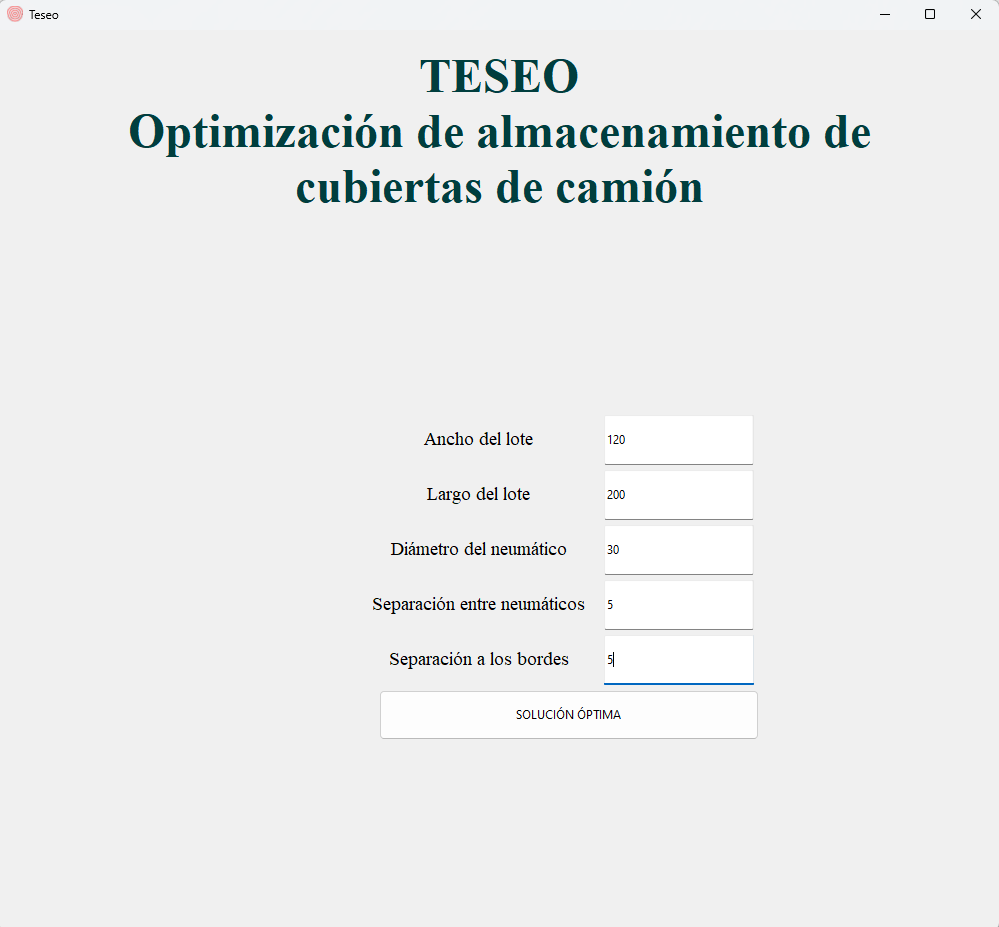 Teseo
TESEO
Optimización de almacenamiento de
cubiertas de camión
Ancho del lote 120
Largo del lote 200
Diámetro del neumático 30
Separación entre neumáticos 5
Separación a los bordes 5
SOLUCIÓN ÓPTIMA